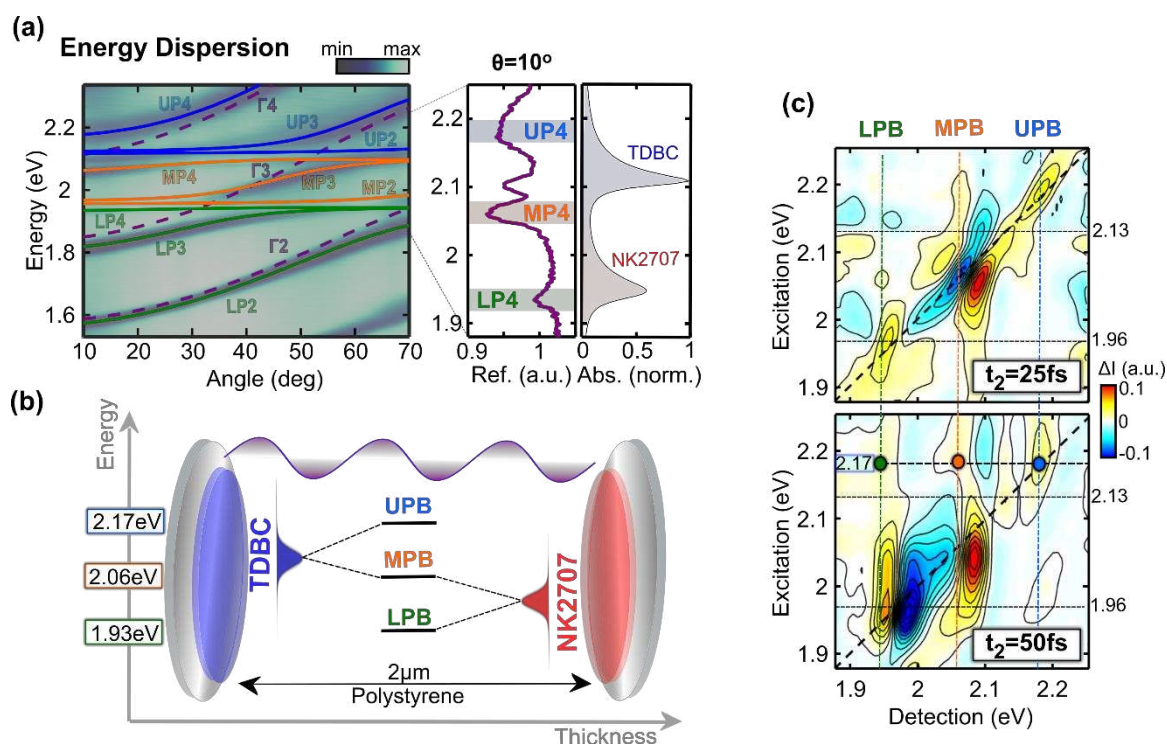 (a)
Energy Dispersion
min max
θ=10°
UP4
Γ4
UP3
UP2
MP4
Γ3
MP3
MP2
LP4
LP3
Γ2
LP2
2.2
2
1.8
1.6
Energy (eV)
10 20 30 40 50 60 70
Angle (deg)
2.2
2.1
2
1.9
UP4
MP4
LP4
0.9 1
Ref. (a.u.)
TDBC
NK2707
0 0.5 1
Abs. (norm.)
(b)
Energy
2.17eV
2.06eV
1.93eV
TDBC
UPB
MPB
LPB
NK2707
2μm
Polystyrene
Thickness
(c)
LPB MPB UPB
2.2
2.1
2
1.9
Excitation (eV)
2.13
1.96
t2=25fs
ΔI (a.u.)
0.1
0
-0.1
2.2
2.17
2.1
2
1.9
Excitation (eV)
2.13
1.96
t2=50fs
1.9 2 2.1 2.2
Detection (eV)